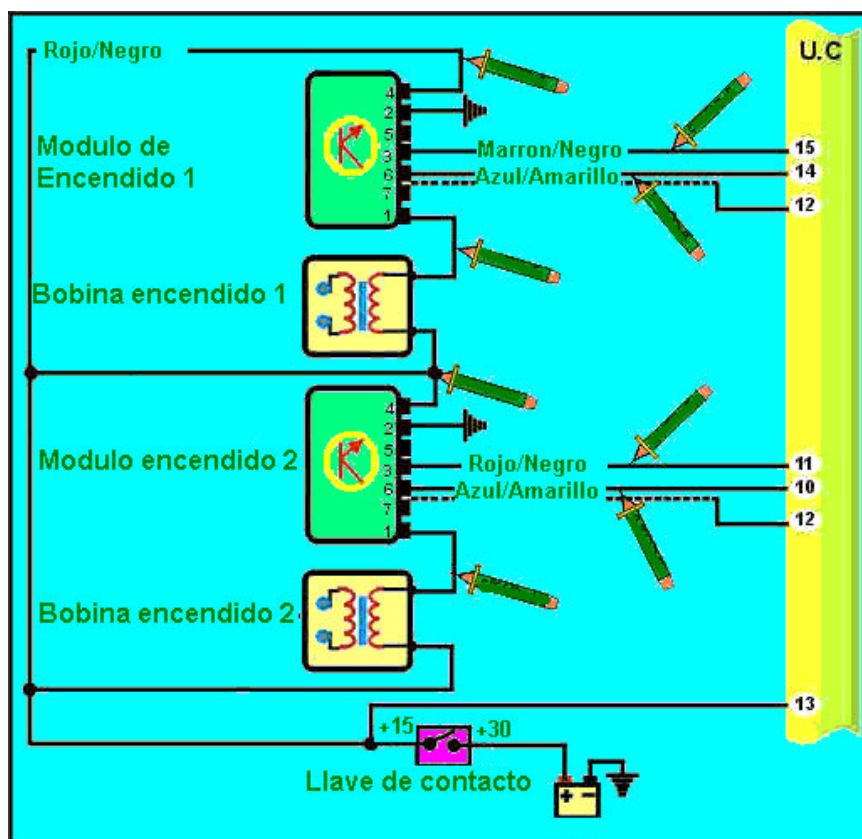 Rojo/Negro
U.C
4
2
5
3
6
7
1
Modulo de
Encendido 1
Marron/Negro
15
Azul/Amarillo
14
12
Bobina encendido 1
4
2
5
3
6
7
1
Modulo encendido 2
Rojo/Negro
11
Azul/Amarillo
10
12
Bobina encendido 2
13
+15
+30
Llave de contacto
+ −